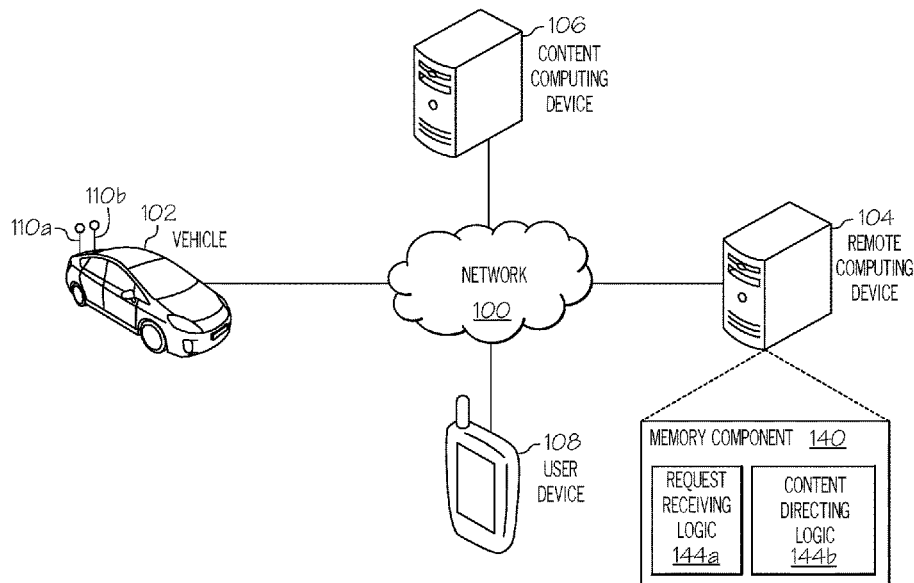 106
CONTENT
COMPUTING
DEVICE
110b
102
110a
VEHICLE
104
REMOTE
COMPUTING
DEVICE
NETWORK
100
108
USER
DEVICE
MEMORY COMPONENT 140
REQUEST
RECEIVING
LOGIC
144a
CONTENT
DIRECTING
LOGIC
144b